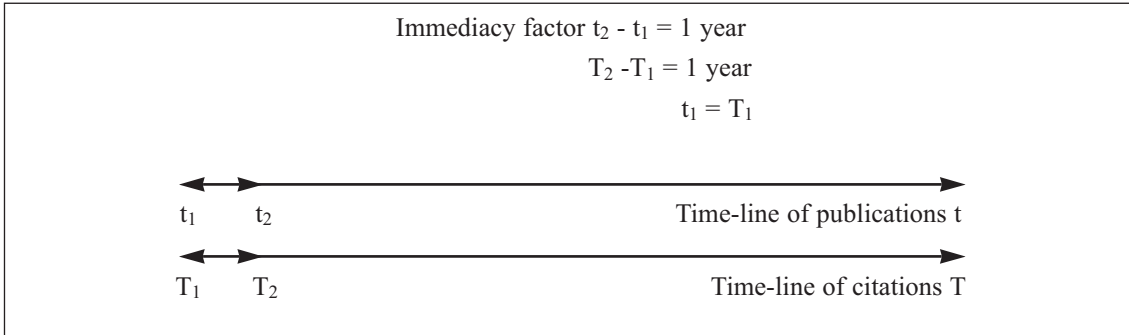 Immediacy factor t₂ - t₁ = 1 year
T₂ -T₁ = 1 year
t₁ = T₁
t₁ t₂ Time-line of publications t
T₁ T₂ Time-line of citations T